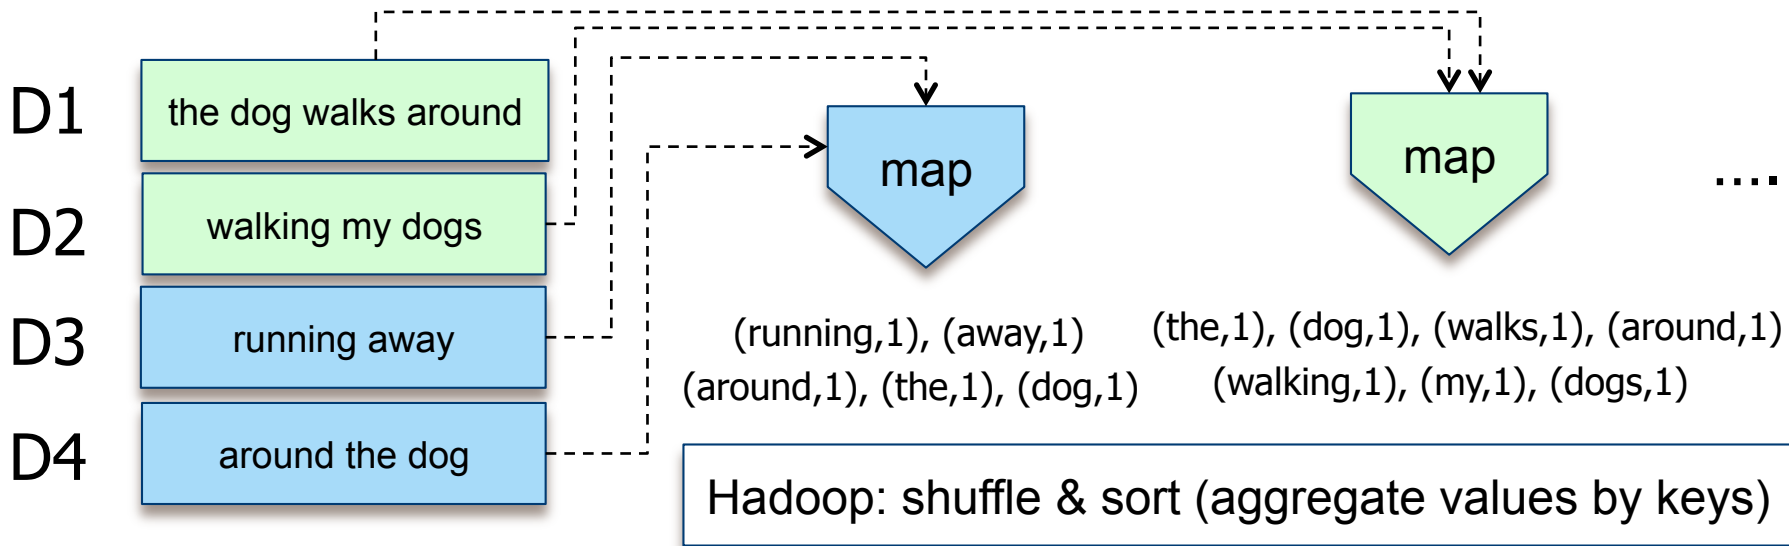 D1
the dog walks around
D2
walking my dogs
D3
running away
D4
around the dog
map
map
....
(running,1), (away,1)
(around,1), (the,1), (dog,1)
(the,1), (dog,1), (walks,1), (around,1)
(walking,1), (my,1), (dogs,1)
Hadoop: shuffle & sort (aggregate values by keys)